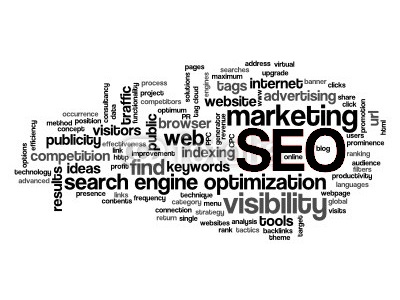 address virtual
pages
searches
upgrade
maximum
engines
solutions
process
project
competitors
consultancy
data
traffic
functionality
tags
internet
banner
clicks
www
advertising
share
click
website
PR
tag cloud
optimum
occurrence
method
position
concept
efficiency
options
visitors
publicity
effectiveness
public
browser
generator
revenue
marketing
url
promotion
users
html
prominence
web
PPC
CPC
indexing
SEO
online
blog
ranking
audience
filters
competition
link
http
improvement
profit
find
keywords
technology
advanced
ideas
results
search engine optimization
productivity
languages
webpage
global
visits
presence
links
contents
frequency
technique
category
menu
connection
strategy
return
single
visibility
websites
analysis
tools
rank
tactics
backlinks
theme
target